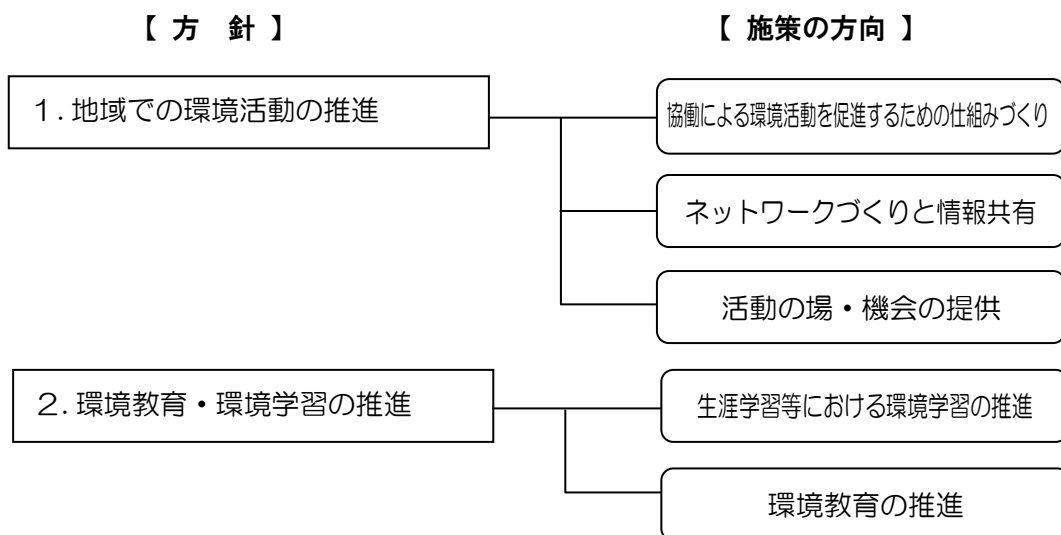 【 方　針 】
【 施策の方向 】
１.地域での環境活動の推進
協働による環境活動を促進するための仕組みづくり
ネットワークづくりと情報共有
活動の場・機会の提供
２.環境教育・環境学習の推進
生涯学習等における環境学習の推進
環境教育の推進